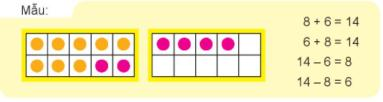 Mẫu:
8 + 6 = 14
6 + 8 = 14
14 – 6 = 8
14 – 8 = 6